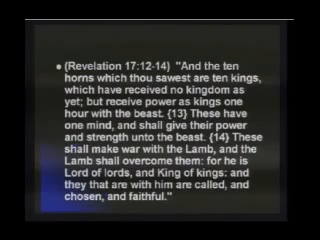 • (Revelation 17:12-14) "And the ten
horns which thou sawest are ten kings,
which have received no kingdom as
yet; but receive power as kings one
hour with the beast. {13} These have
one mind, and shall give their power
and strength unto the beast. {14} These
shall make war with the Lamb, and the
Lamb shall overcome them: for he is
Lord of lords, and King of kings: and
they that are with him are called, and
chosen, and faithful."